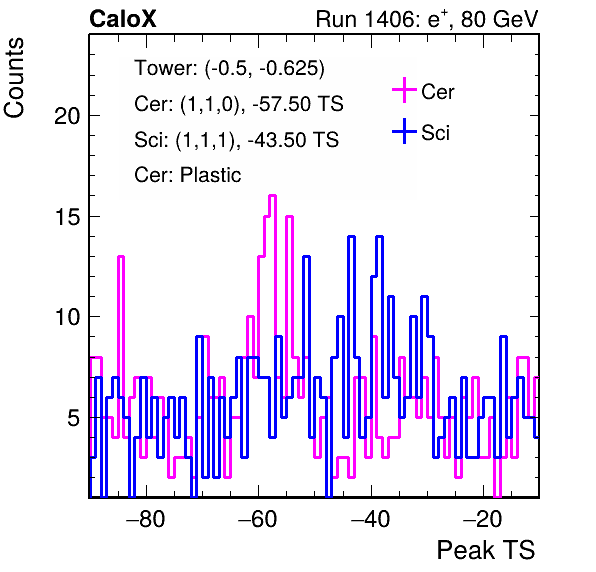 CaloX Run 1406: e⁺, 80 GeV
Counts
Tower: (-0.5, -0.625)
Cer: (1,1,0), -57.50 TS
Sci: (1,1,1), -43.50 TS
Cer: Plastic
Cer
Sci
20
15
10
5
−80 −60 −40 −20
Peak TS